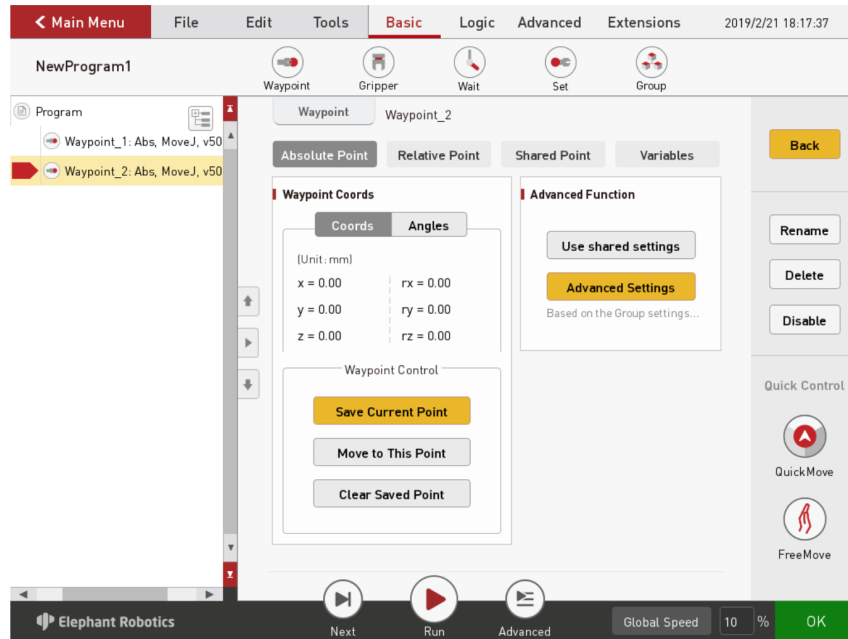 Main Menu File Edit Tools Basic Logic Advanced Extensions 2019/2/21 18:17:37
NewProgram1
Waypoint Gripper Wait Set Group
Program
Waypoint_1: Abs, MoveJ, v50
Waypoint_2: Abs, MoveJ, v50
Waypoint Waypoint_2
Absolute Point Relative Point Shared Point Variables
Waypoint Coords
Coords Angles
(Unit: mm)
x = 0.00 rx = 0.00
y = 0.00 ry = 0.00
z = 0.00 rz = 0.00
Waypoint Control
Save Current Point
Move to This Point
Clear Saved Point
Advanced Function
Use shared settings
Advanced Settings
Based on the Group settings...
Back
Rename
Delete
Disable
Quick Control
QuickMove
FreeMove
Elephant Robotics
Next Run Advanced
Global Speed 10 % OK